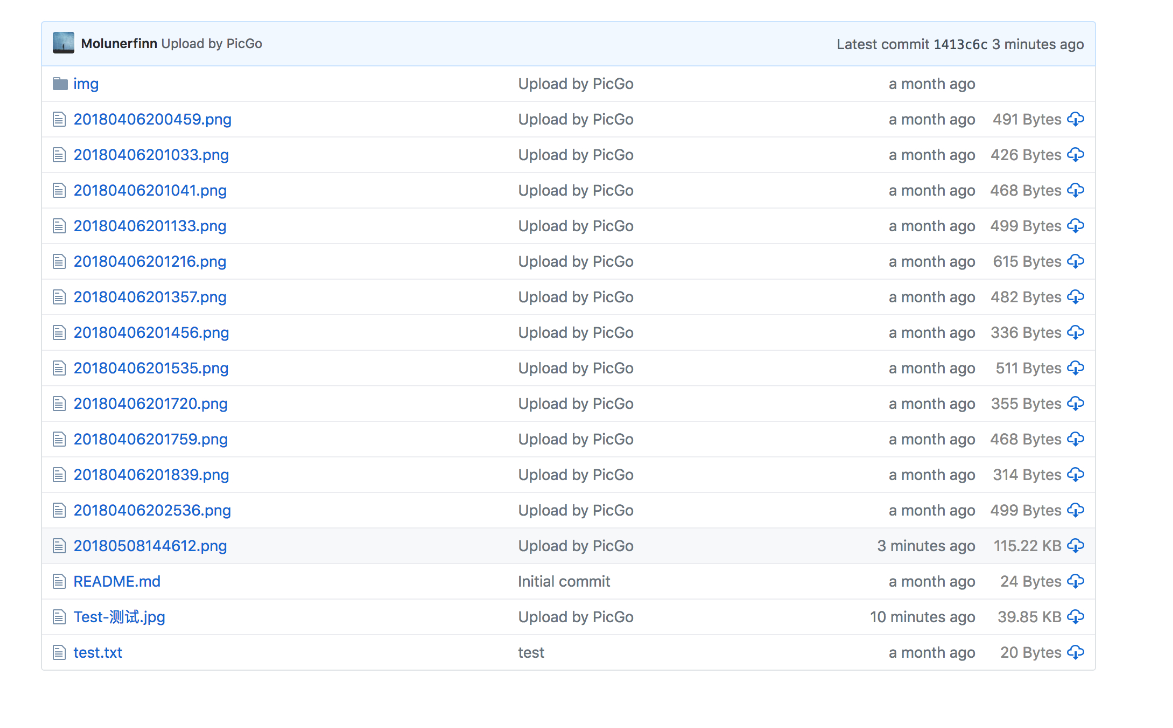 Molunerfinn Upload by PicGo Latest commit 1413c6c 3 minutes ago
img Upload by PicGo a month ago
20180406200459.png Upload by PicGo a month ago 491 Bytes
20180406201033.png Upload by PicGo a month ago 426 Bytes
20180406201041.png Upload by PicGo a month ago 468 Bytes
20180406201133.png Upload by PicGo a month ago 499 Bytes
20180406201216.png Upload by PicGo a month ago 615 Bytes
20180406201357.png Upload by PicGo a month ago 482 Bytes
20180406201456.png Upload by PicGo a month ago 336 Bytes
20180406201535.png Upload by PicGo a month ago 511 Bytes
20180406201720.png Upload by PicGo a month ago 355 Bytes
20180406201759.png Upload by PicGo a month ago 468 Bytes
20180406201839.png Upload by PicGo a month ago 314 Bytes
20180406202536.png Upload by PicGo a month ago 499 Bytes
20180508144612.png Upload by PicGo 3 minutes ago 115.22 KB
README.md Initial commit a month ago 24 Bytes
Test-测试.jpg Upload by PicGo 10 minutes ago 39.85 KB
test.txt test a month ago 20 Bytes